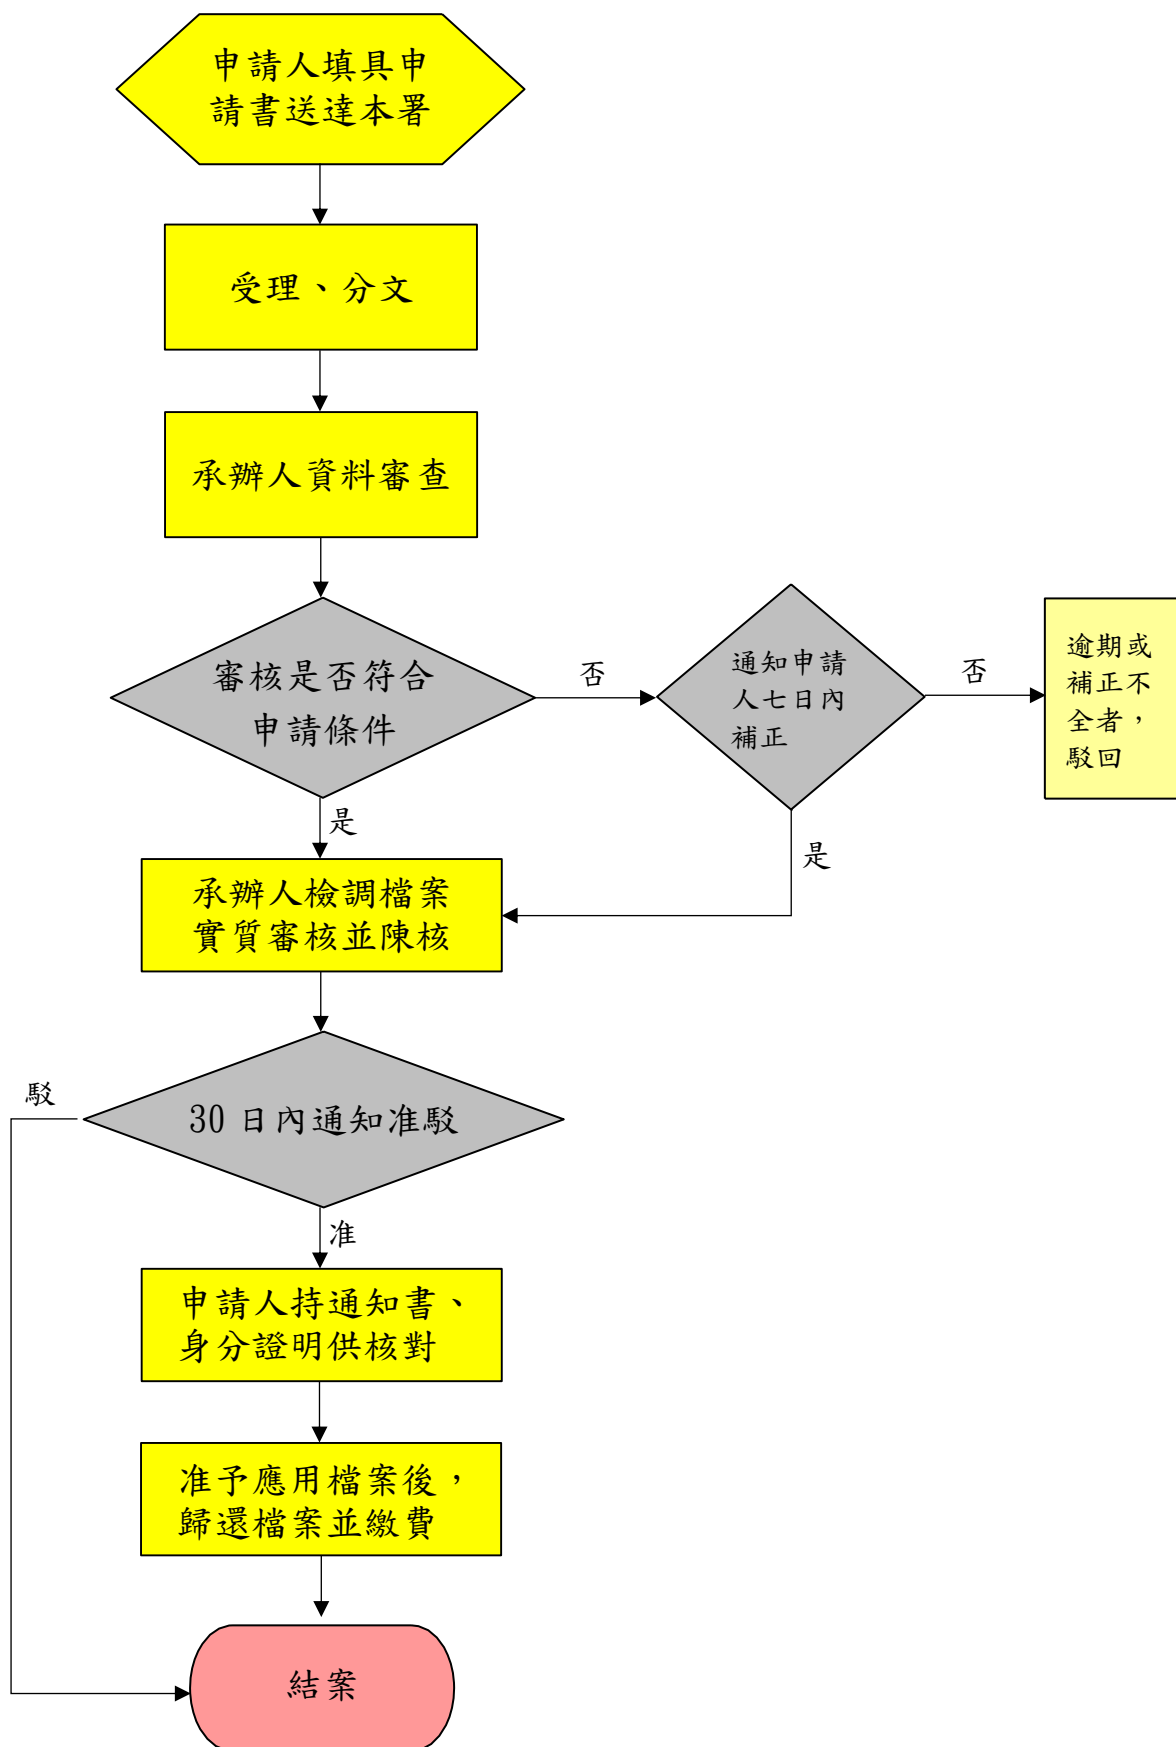 申請人填具申
請書送達本署
受理、分文
承辦人資料審查
審核是否符合
申請條件
否
通知申請
人七日內
補正
否
逾期或
補正不
全者，
駁回
是
是
承辦人檢調檔案
實質審核並陳核
駁
30 日內通知准駁
准
申請人持通知書、
身分證明供核對
准予應用檔案後，
歸還檔案並繳費
結案